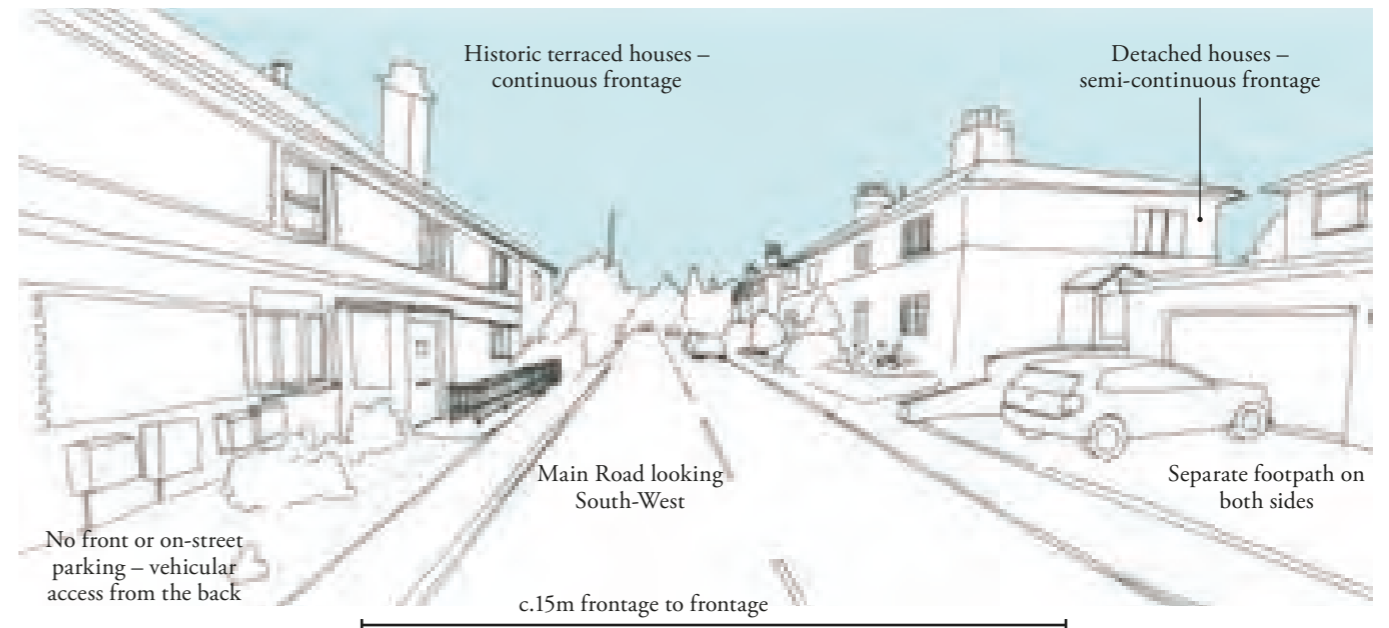 Historic terraced houses –
continuous frontage
Detached houses –
semi-continuous frontage
Main Road looking
South-West
Separate footpath on
both sides
No front or on-street
parking – vehicular
access from the back
c.15m frontage to frontage